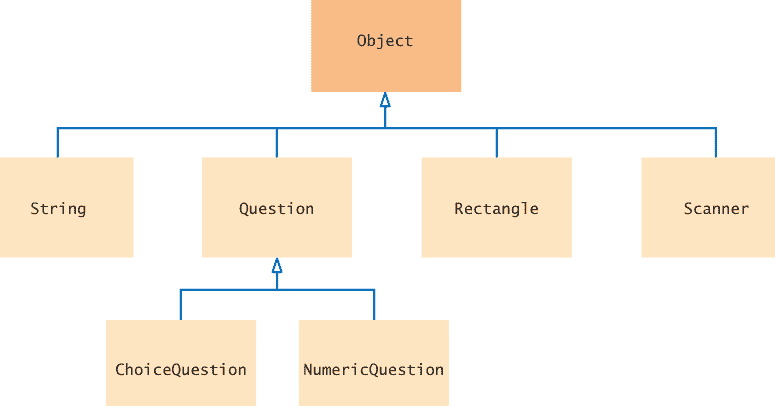 Object
String
Question
Rectangle
Scanner
ChoiceQuestion
NumericQuestion